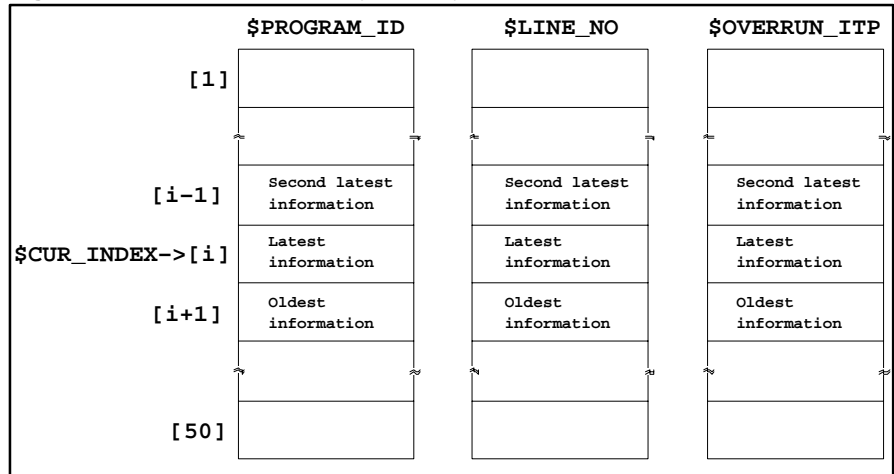 $PROGRAM_ID $LINE_NO $OVERRUN_ITP
[1]
[i-1] Second latest information Second latest information Second latest information
$CUR_INDEX->[i] Latest information Latest information Latest information
[i+1] Oldest information Oldest information Oldest information
[50]